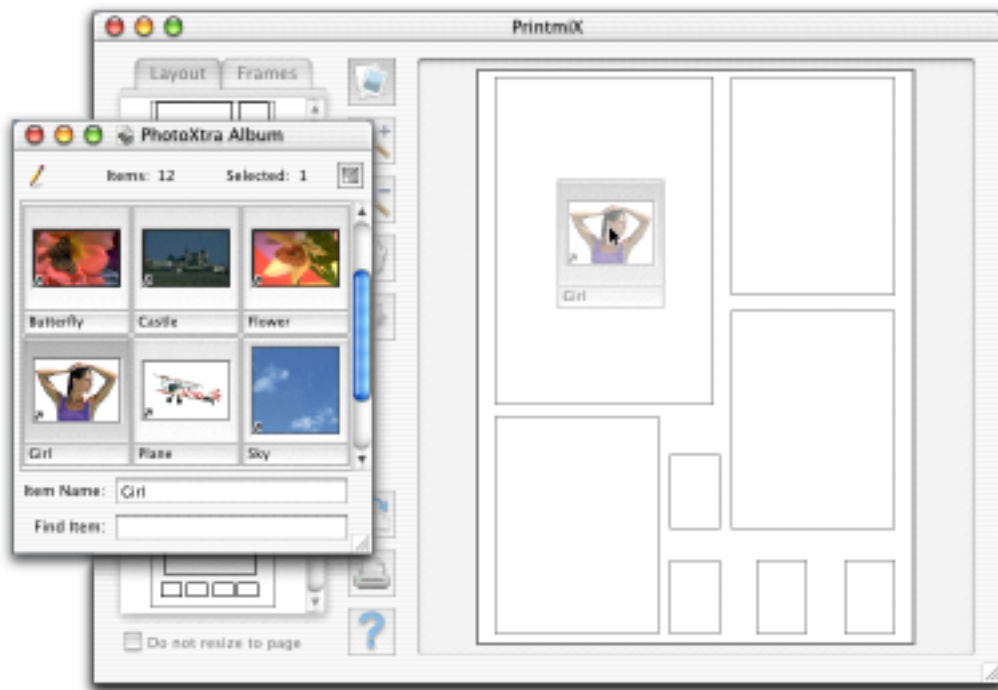 PrintmiX
Layout Frames
PhotoXtra Album
Items: 12 Selected: 1
Butterfly Castle Flower
Girl Plane Sky
Item Name: Girl
Find Item:
Do not resize to page
?
Girl